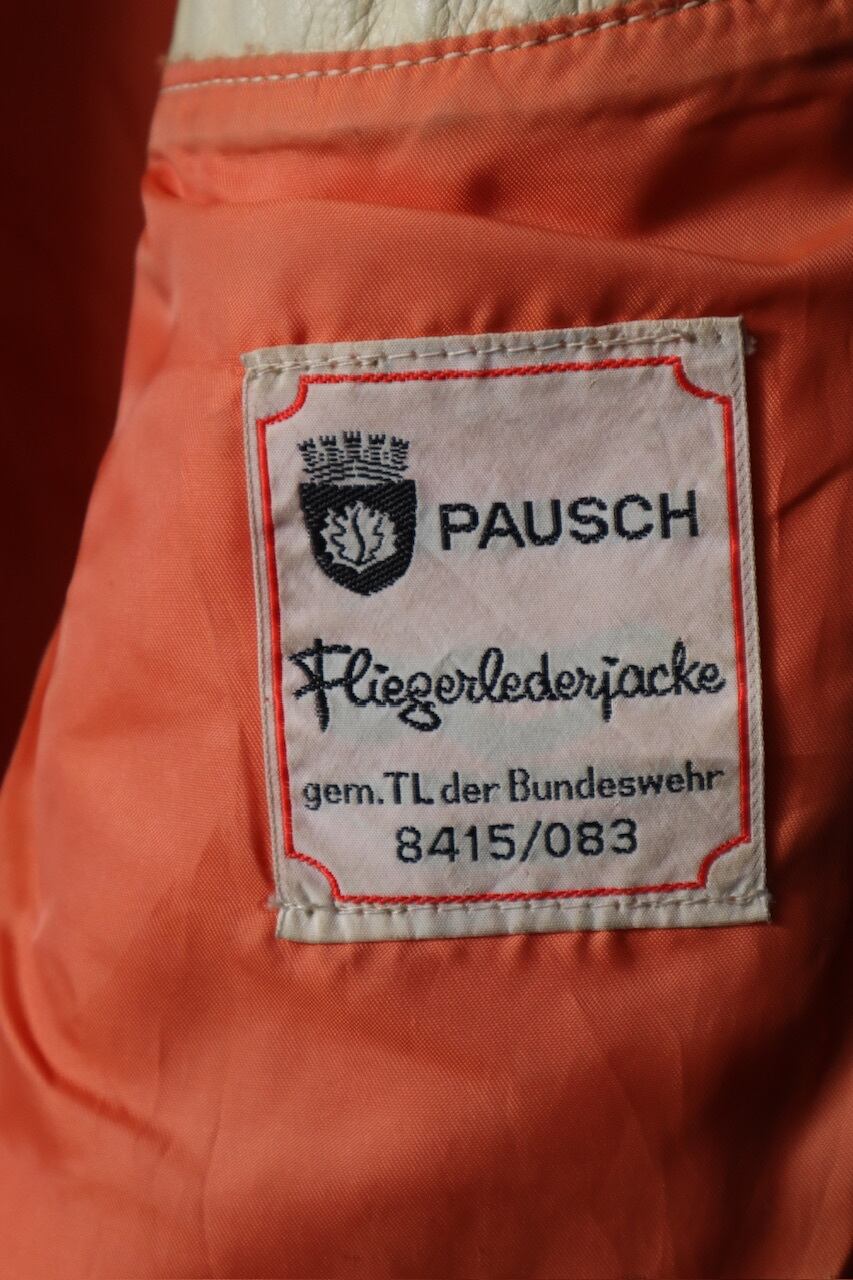 PAUSCH
Fliegerlederjacke
gem. TL der Bundeswehr
8415/083